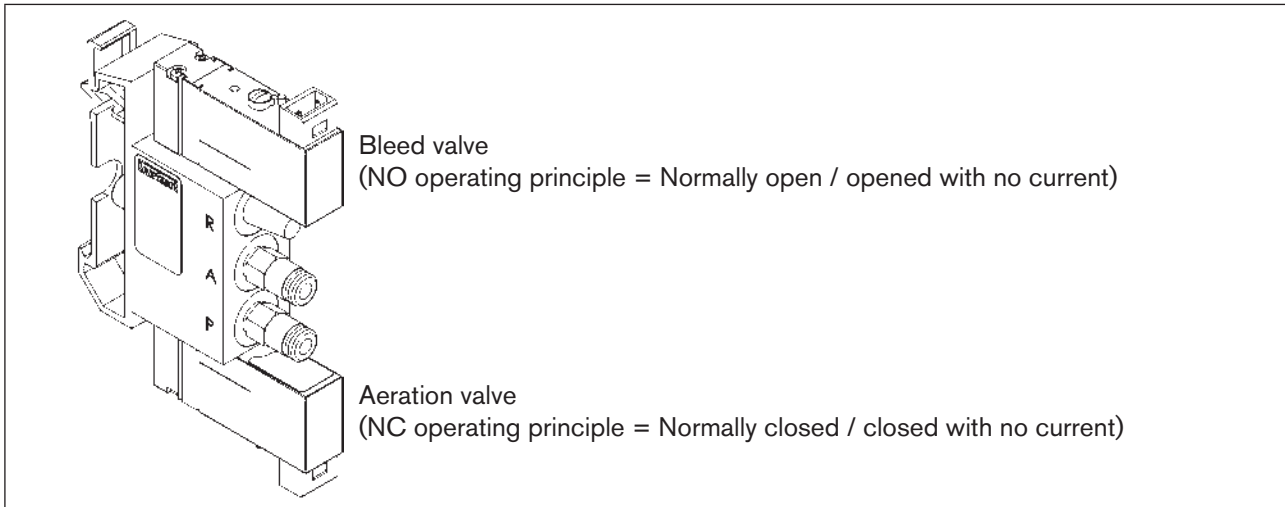 Bleed valve
(NO operating principle = Normally open / opened with no current)
R
A
P
Aeration valve
(NC operating principle = Normally closed / closed with no current)